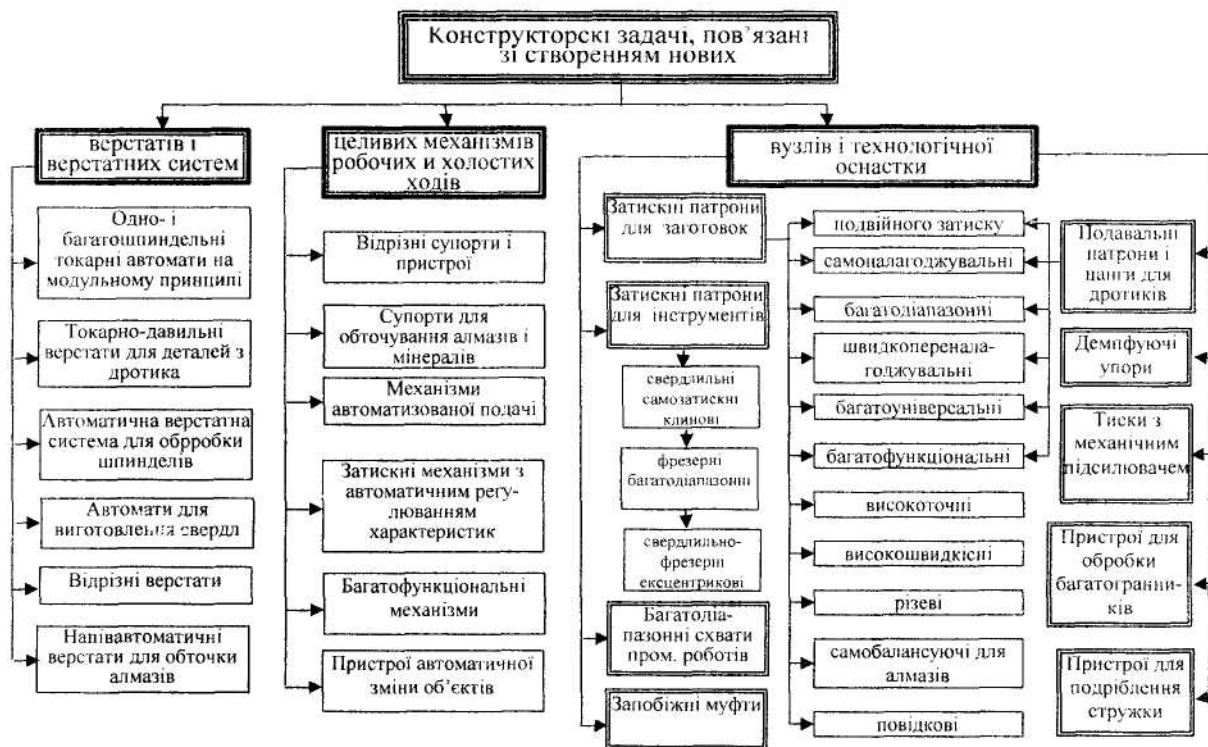 Конструкторскі задачі, пов’язані
зі створенням нових
верстатів і
верстатних систем
Одно- і
багатошпиндельні
токарні автомати на
модульному принципі
Токарно-давильні
верстати для деталей з
дротика
Автоматична верстатна
система для обрробки
шпинделів
Автомати для
виготовлення свердл
Відрізні верстати
Напівавтоматичні
верстати для обточки
алмазів
целивих механізмів
робочих и холостих
ходів
Відрізні супорти і
пристрої
Супорти для
обточування алмазів і
мінералів
Механізми
автоматизованої подачі
Затискні механізми з
автоматичним регу-
люванням
характеристик
Багатофункціональні
механізми
Пристрої автоматичної
зміни об’єктів
вузлів і технологічної
оснастки
Затискні патрони
для заготовок
Затискні патрони
для інструментів
свердлильні
самозатискні
клинові
фрезерні
багатодіапазонні
свердлильно-
фрезерні
ексцентрикові
Багатодіа-
пазонні схвати
пром. роботів
Запобіжні муфти
подвійного затиску
самоналагоджувальні
багатодіапазонні
швидкоперенала-
годжувальні
багатоуніверсальні
багатофункціональні
високоточні
високошвидкісні
різеві
самобалансуючі для
алмазів
повідкові
Подавальні
патрони і
цанги для
дротиків
Демпфуючі
упори
Тиски з
механічним
підсилювачем
Пристрої для
обробки
багатогранни-
ків
Пристрої для
подріблення
стружки